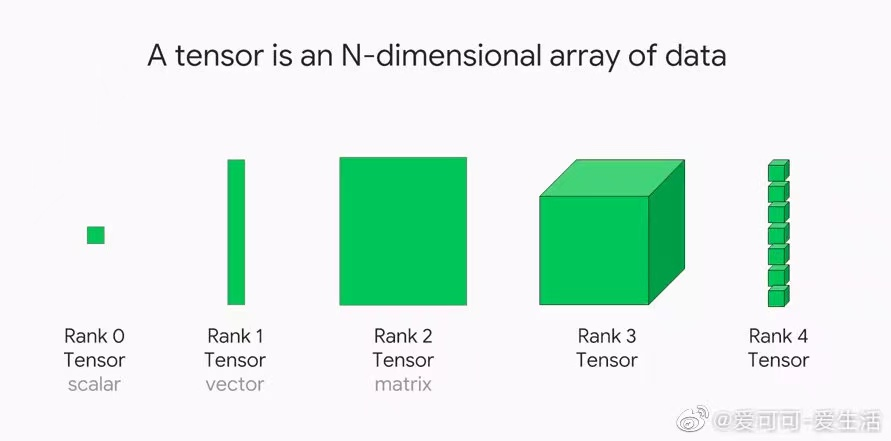 A tensor is an N-dimensional array of data
Rank 0
Tensor
scalar
Rank 1
Tensor
vector
Rank 2
Tensor
matrix
Rank 3
Tensor
Rank 4
Tensor
@爱可可-爱生活